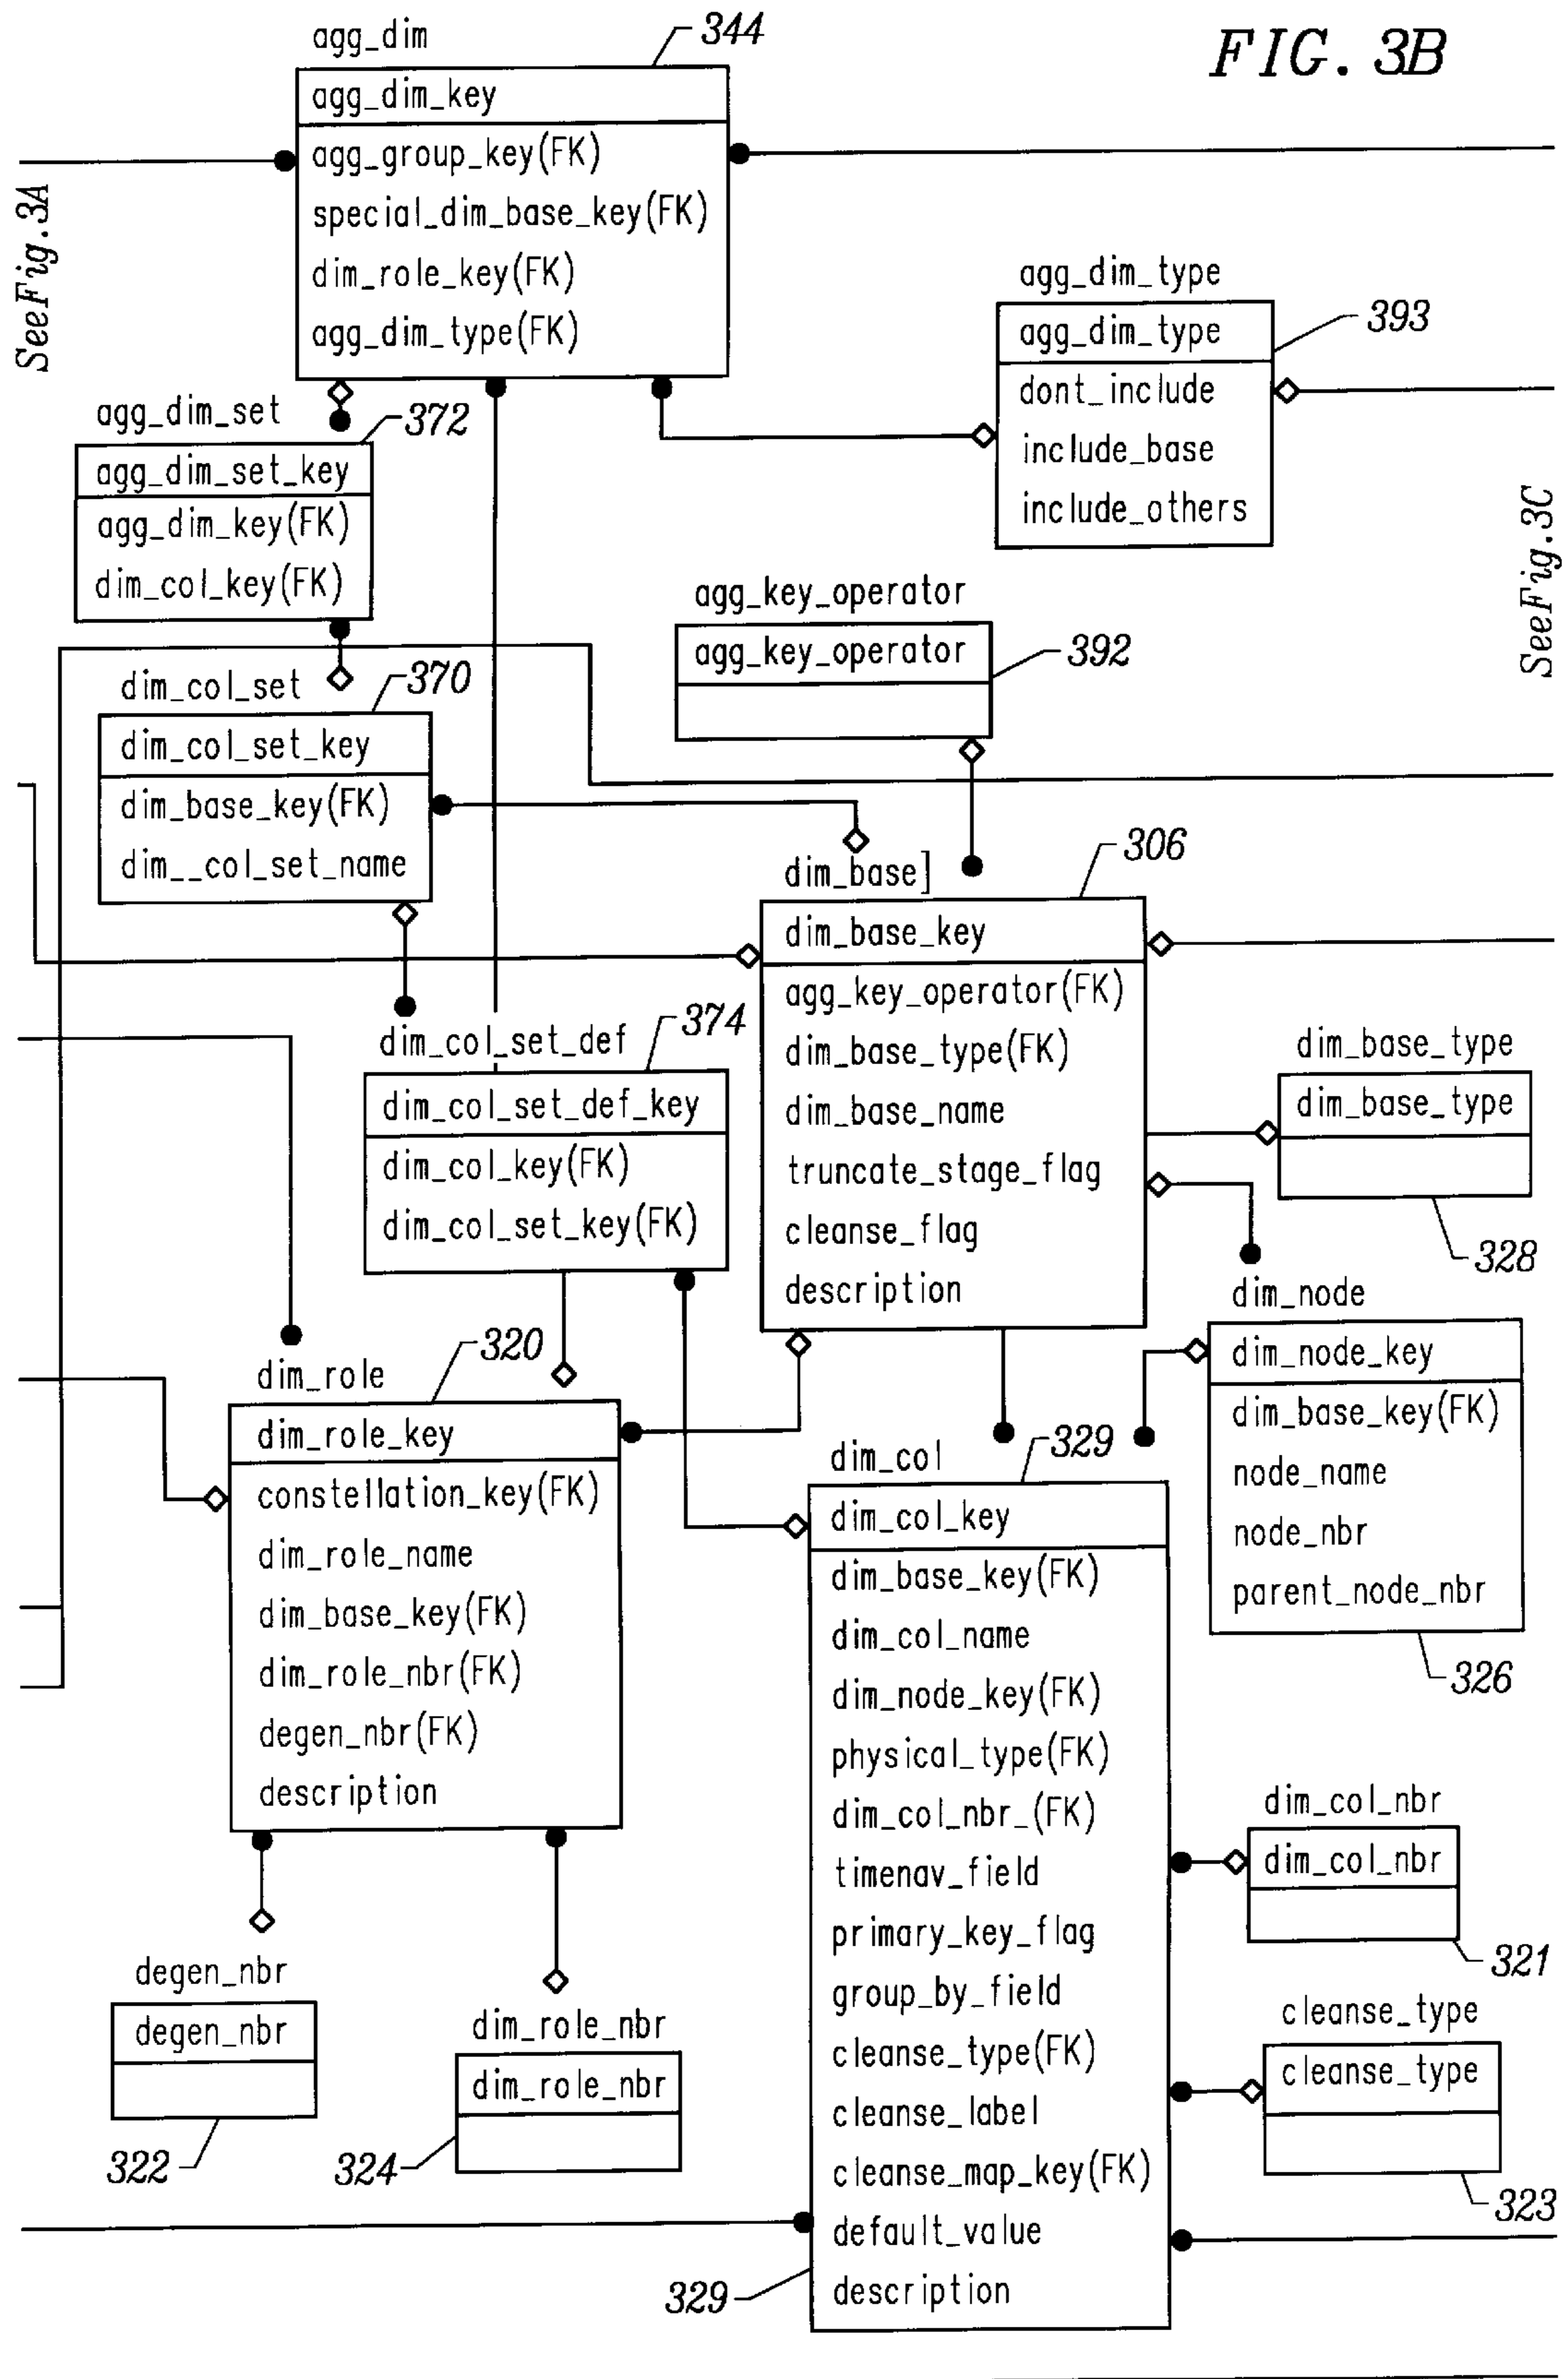 FIG. 3B
agg_dim
344
agg_dim_key
agg_group_key(FK)
special_dim_base_key(FK)
dim_role_key(FK)
agg_dim_type(FK)
SeeFig.3A
agg_dim_type
393
agg_dim_type
dont_include
include_base
include_others
SeeFig.3C
agg_dim_set
372
agg_dim_set_key
agg_dim_key(FK)
dim_col_key(FK)
agg_key_operator
agg_key_operator
392
dim_col_set
370
dim_col_set_key
dim_base_key(FK)
dim__col_set_name
dim_base]
306
dim_base_key
agg_key_operator(FK)
dim_base_type(FK)
dim_base_name
truncate_stage_flag
cleanse_flag
description
dim_col_set_def
374
dim_col_set_def_key
dim_col_key(FK)
dim_col_set_key(FK)
dim_base_type
dim_base_type
328
dim_node
dim_node_key
dim_base_key(FK)
node_name
node_nbr
parent_node_nbr
326
dim_role
320
dim_role_key
constellation_key(FK)
dim_role_name
dim_base_key(FK)
dim_role_nbr(FK)
degen_nbr(FK)
description
dim_col
329
dim_col_key
dim_base_key(FK)
dim_col_name
dim_node_key(FK)
physical_type(FK)
dim_col_nbr_(FK)
timenav_field
primary_key_flag
group_by_field
cleanse_type(FK)
cleanse_label
cleanse_map_key(FK)
default_value
description
329
dim_col_nbr
dim_col_nbr
321
cleanse_type
cleanse_type
323
degen_nbr
degen_nbr
322
dim_role_nbr
dim_role_nbr
324